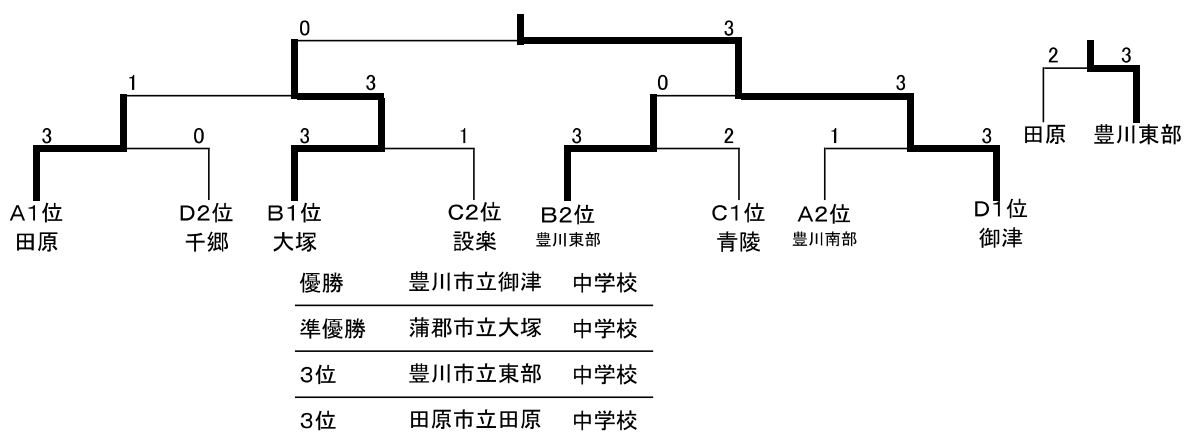 0 3
2 3
1 3 0 3
田原 豊川東部
3 0 3 1 3 2 1 3
A1位 D2位 B1位 C2位 B2位 C1位 A2位 D1位
田原 千郷 大塚 設楽 豊川東部 青陵 豊川南部 御津
優勝 豊川市立御津 中学校
準優勝 蒲郡市立大塚 中学校
3位 豊川市立東部 中学校
3位 田原市立田原 中学校